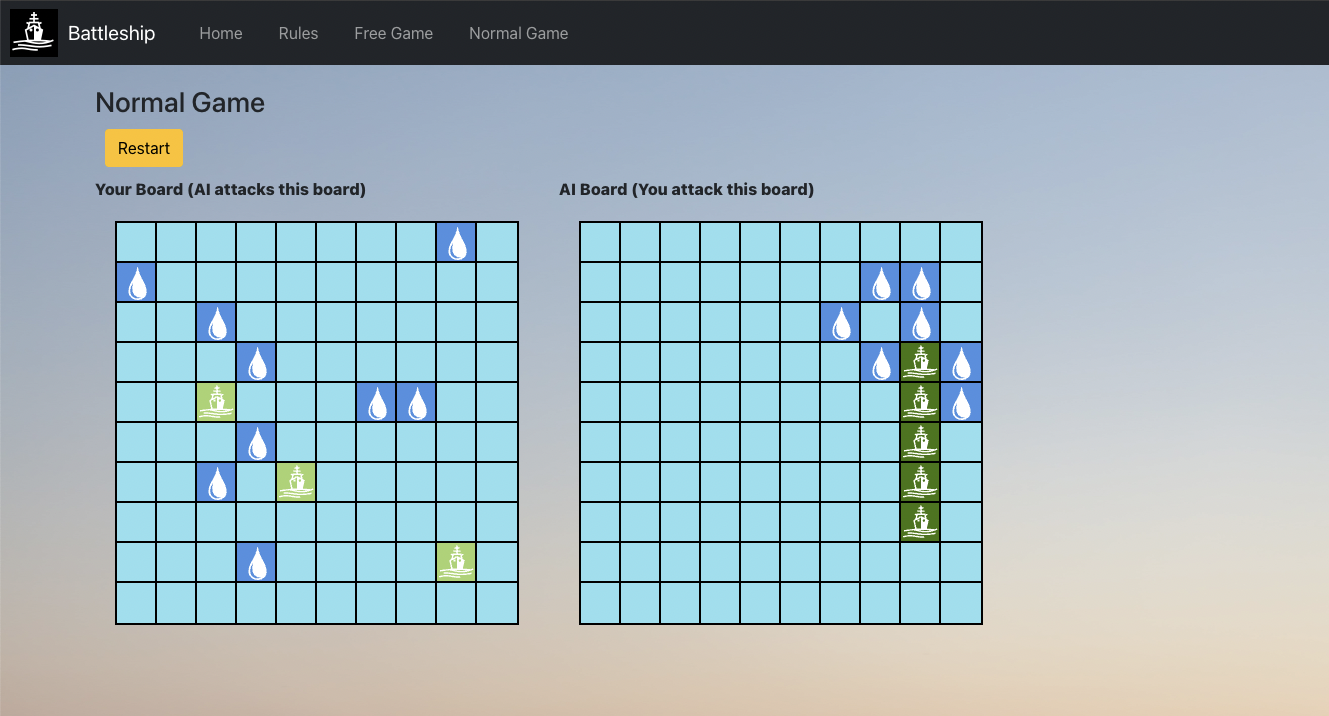 Battleship Home Rules Free Game Normal Game
Normal Game
Restart
Your Board (AI attacks this board) AI Board (You attack this board)